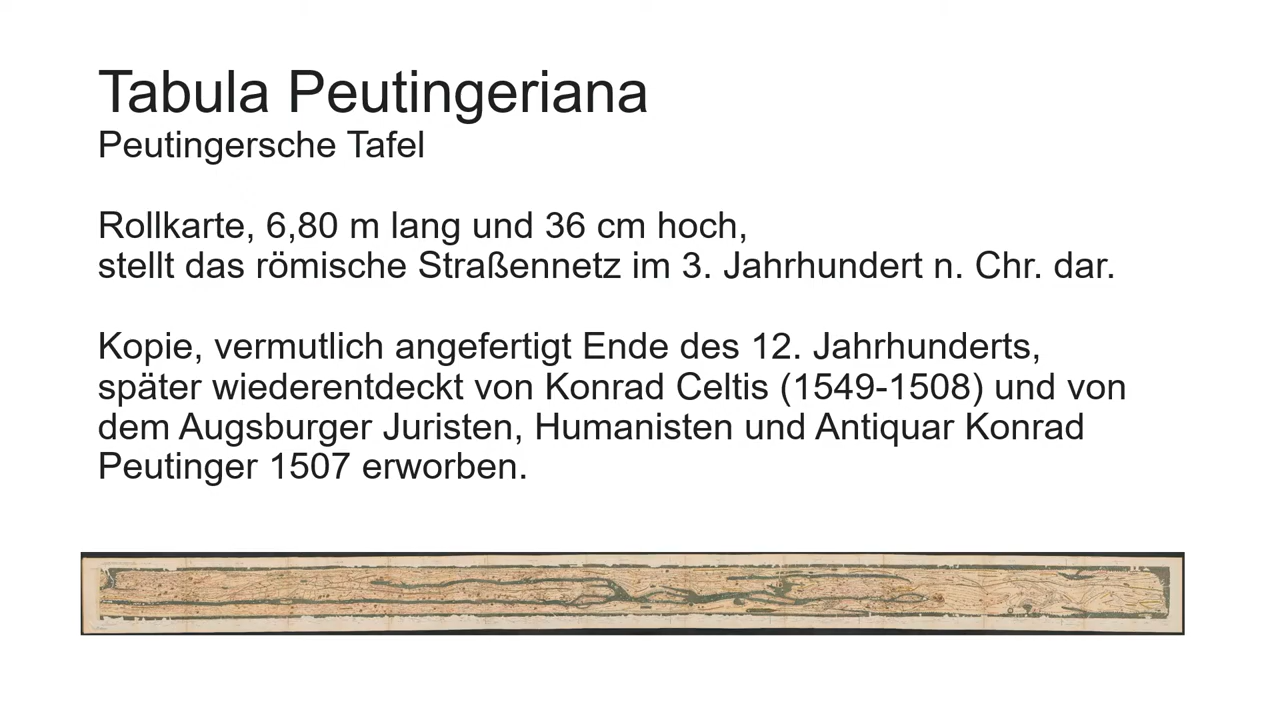 Tabula Peutingeriana
Peutingersche Tafel
Rollkarte, 6,80 m lang und 36 cm hoch,
stellt das römische Straßennetz im 3. Jahrhundert n. Chr. dar.
Kopie, vermutlich angefertigt Ende des 12. Jahrhunderts,
später wiederentdeckt von Konrad Celtis (1549-1508) und von
dem Augsburger Juristen, Humanisten und Antiquar Konrad
Peutinger 1507 erworben.